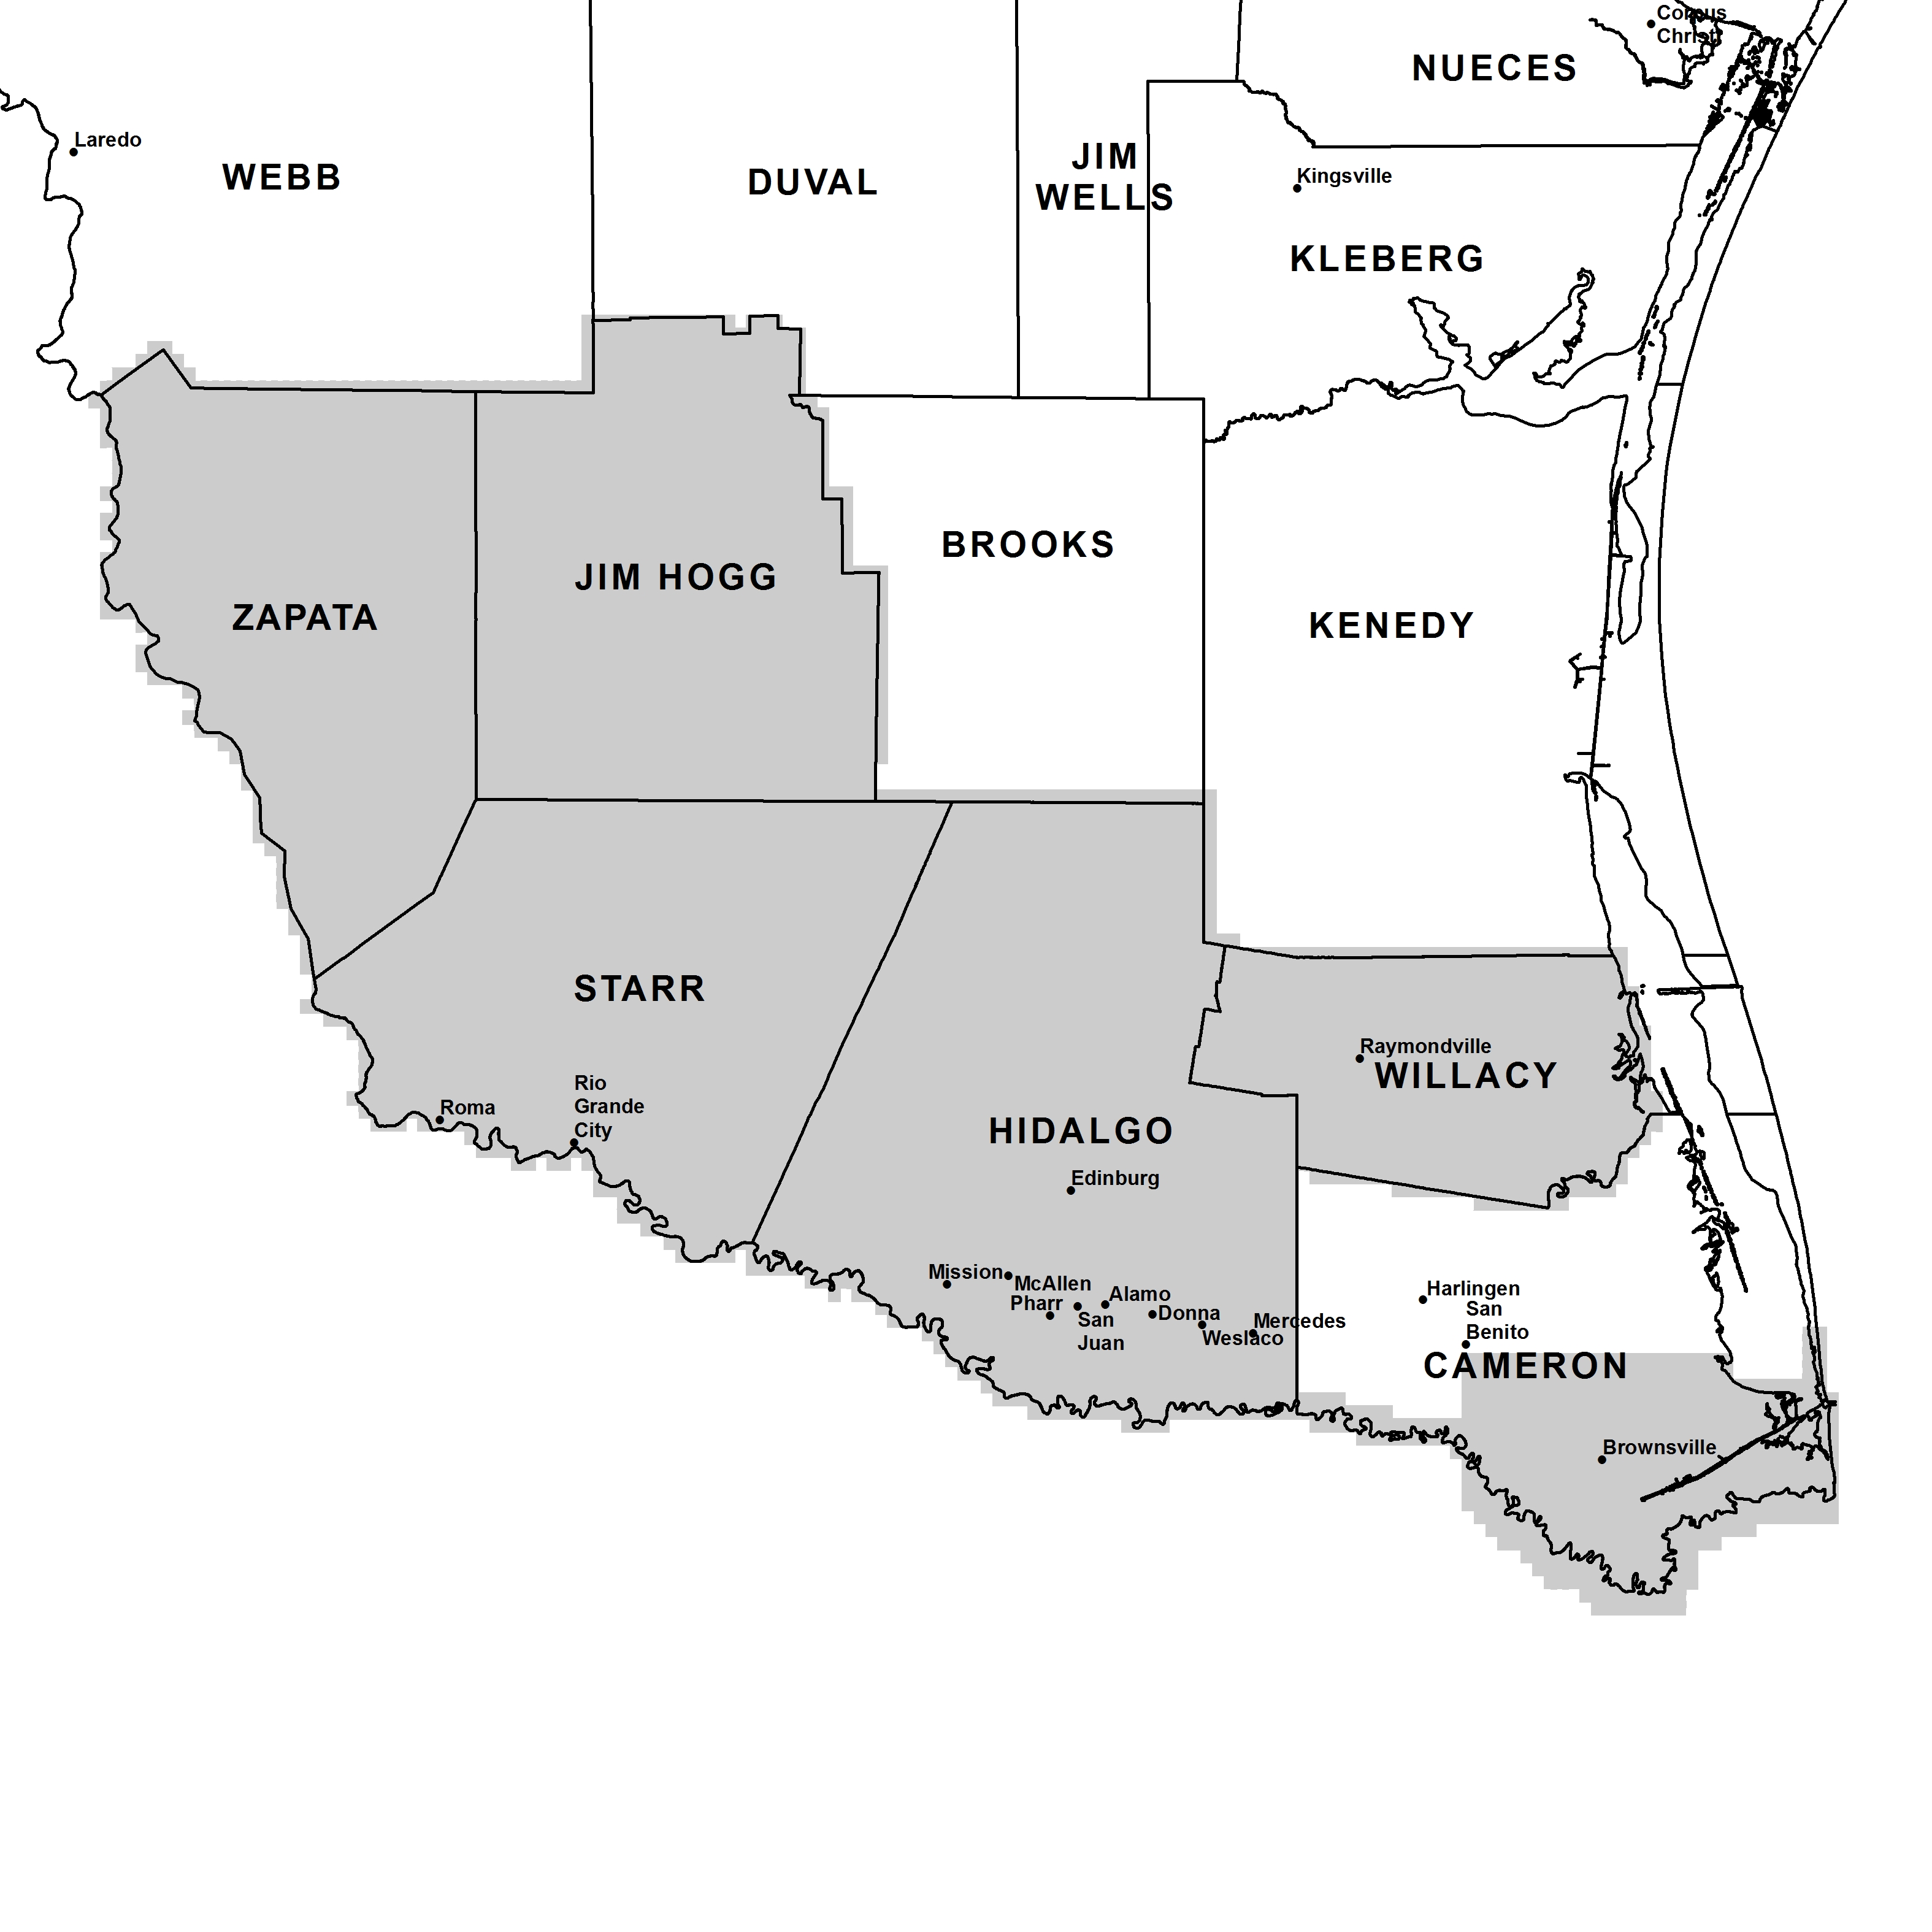 Corpus
Christi
NUECES
Laredo
WEBB
DUVAL
JIM
WELLS
Kingsville
KLEBERG
ZAPATA
JIM HOGG
BROOKS
KENEDY
STARR
Roma
Rio
Grande
City
HIDALGO
Edinburg
Raymondville
WILLACY
Mission
McAllen
Pharr
San
Juan
Alamo
Donna
Weslaco
Mercedes
Harlingen
San
Benito
CAMERON
Brownsville